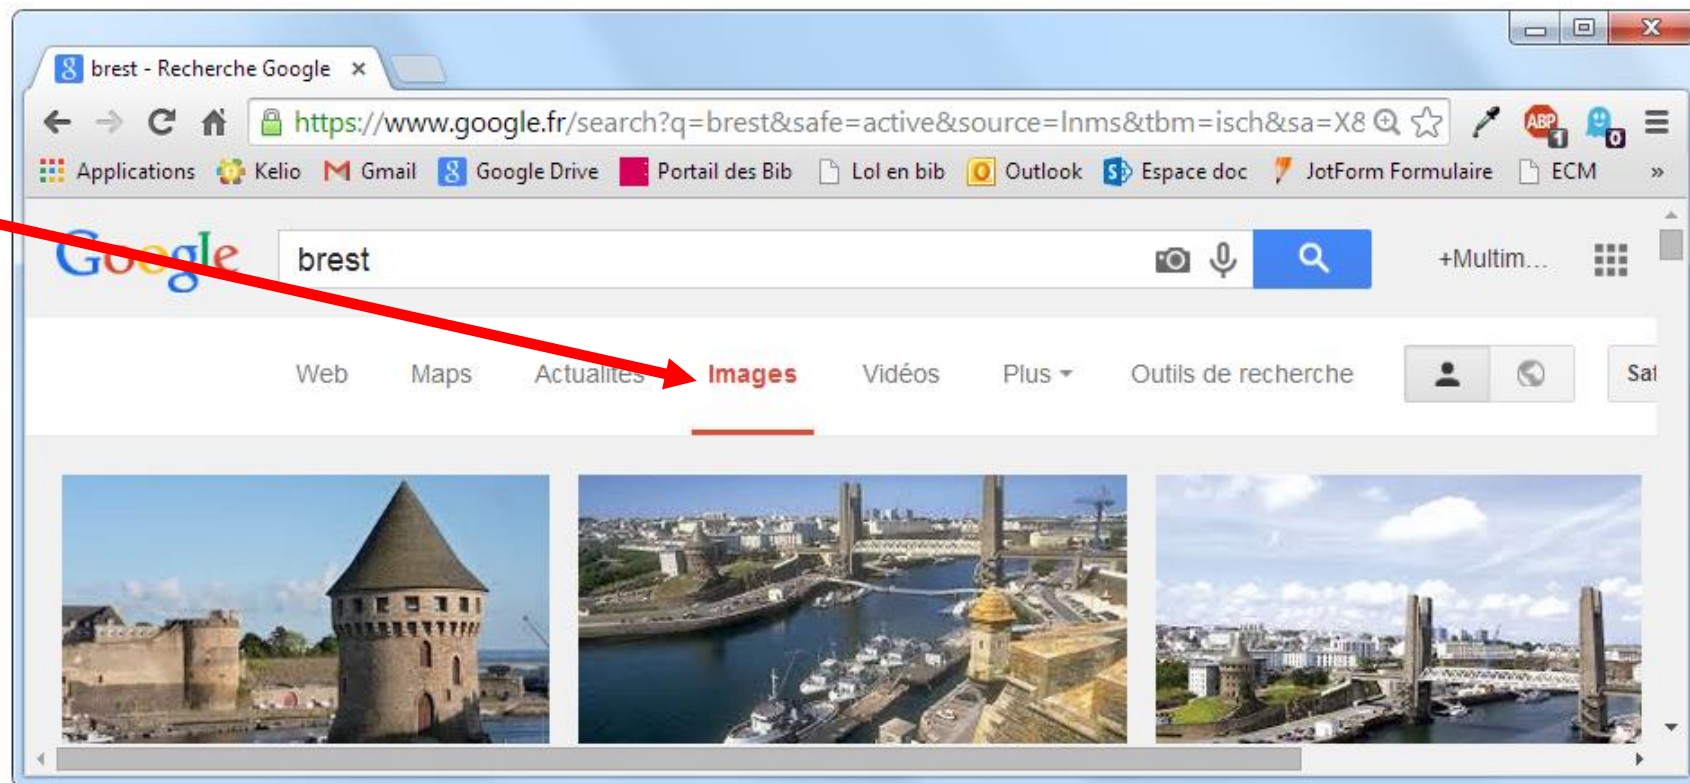 brest - Recherche Google
https://www.google.fr/search?q=brest&safe=active&source=lnms&tbm=isch&sa=X8
Applications Kelio Gmail Google Drive Portail des Bib Lol en bib Outlook Espace doc JotForm Formulaire ECM »
Google brest +Multim...
Web Maps Actualités Images Vidéos Plus Outils de recherche Saf